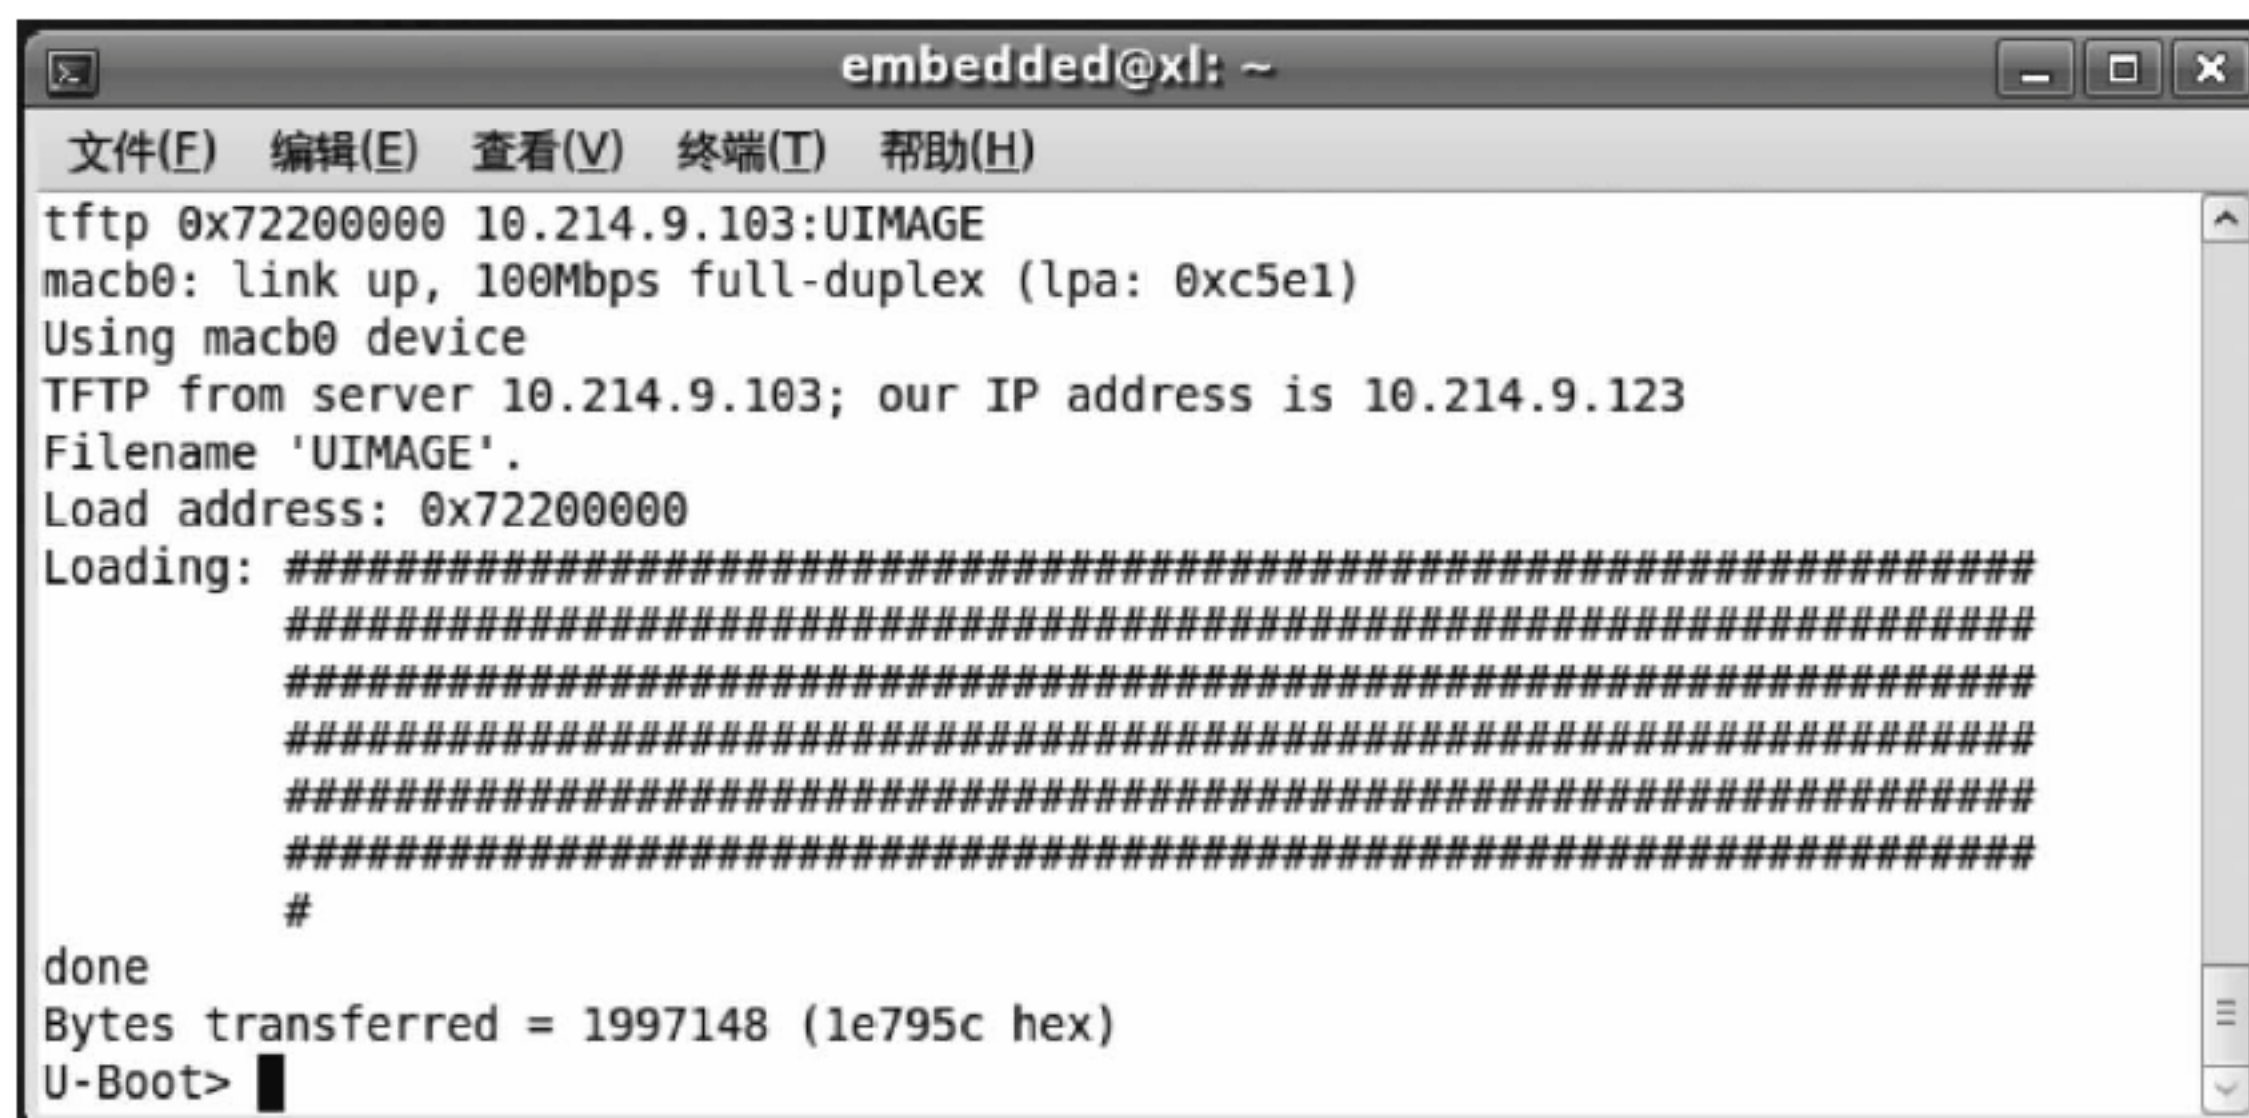 embedded@xl: ~
文件(F) 编辑(E) 查看(V) 终端(T) 帮助(H)
tftp 0x72200000 10.214.9.103:UIMAGE
macb0: link up, 100Mbps full-duplex (lpa: 0xc5e1)
Using macb0 device
TFTP from server 10.214.9.103; our IP address is 10.214.9.123
Filename 'UIMAGE'.
Load address: 0x72200000
Loading: #################################################################
#################################################################
#################################################################
#################################################################
#################################################################
#################################################################
#
done
Bytes transferred = 1997148 (1e795c hex)
U-Boot>